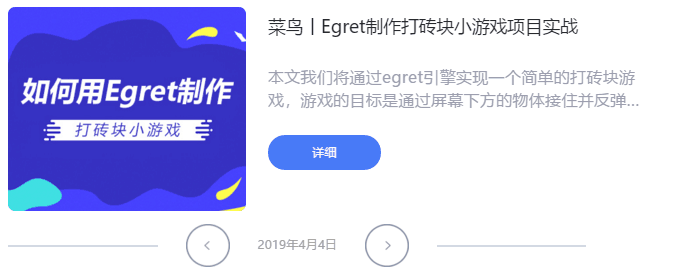 菜鸟丨Egret制作打砖块小游戏项目实战
如何用Egret制作
打砖块小游戏
本文我们将通过egret引擎实现一个简单的打砖块游
戏，游戏的目标是通过屏幕下方的物体接住并反弹...
详细
2019年4月4日